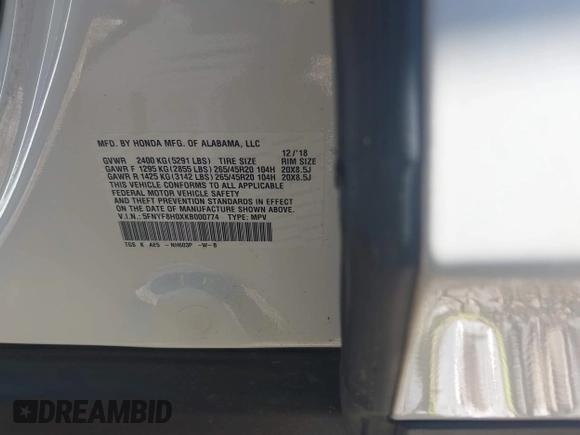 MFD. BY HONDA MFG. OF ALABAMA, LLC
12/'18
GVWR 2400 KG (5291 LBS) TIRE SIZE RIM SIZE
GAWR F 1295 KG (2855 LBS) 265/45R20 104H 20X8.5J
GAWR R 1425 KG (3142 LBS) 265/45R20 104H 20X8.5J
THIS VEHICLE CONFORMS TO ALL APPLICABLE
FEDERAL MOTOR VEHICLE SAFETY
AND THEFT PREVENTION STANDARDS IN EFFECT
ON THE DATE OF MANUFACTURE SHOWN ABOVE.
V.I.N.: 5FNYF8H0XKB000774 TYPE: MPV
TG8 K A25 - NH603P -W-B
DREAMBID